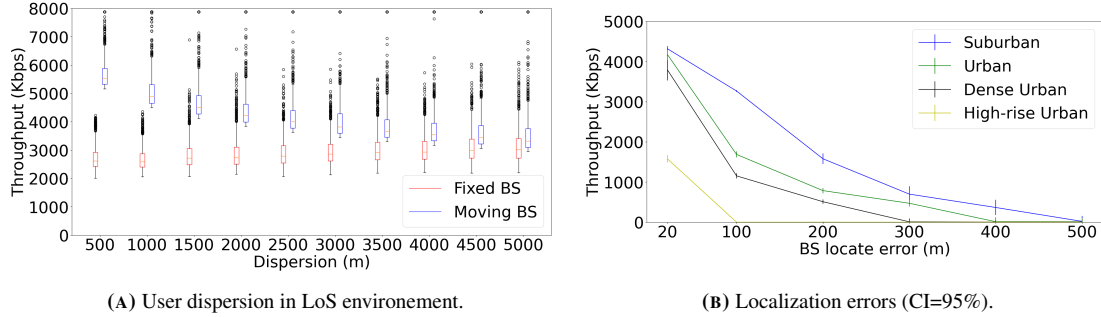 8000
7000
6000
5000
4000
3000
2000
1000
0
Throughput (Kbps)
Fixed BS
Moving BS
500 1000 1500 2000 2500 3000 3500 4000 4500 5000
Dispersion (m)
(A) User dispersion in LoS environement.
5000
4000
3000
2000
1000
0
Throughput (Kbps)
Suburban
Urban
Dense Urban
High-rise Urban
20 100 200 300 400 500
BS locate error (m)
(B) Localization errors (CI=95%).